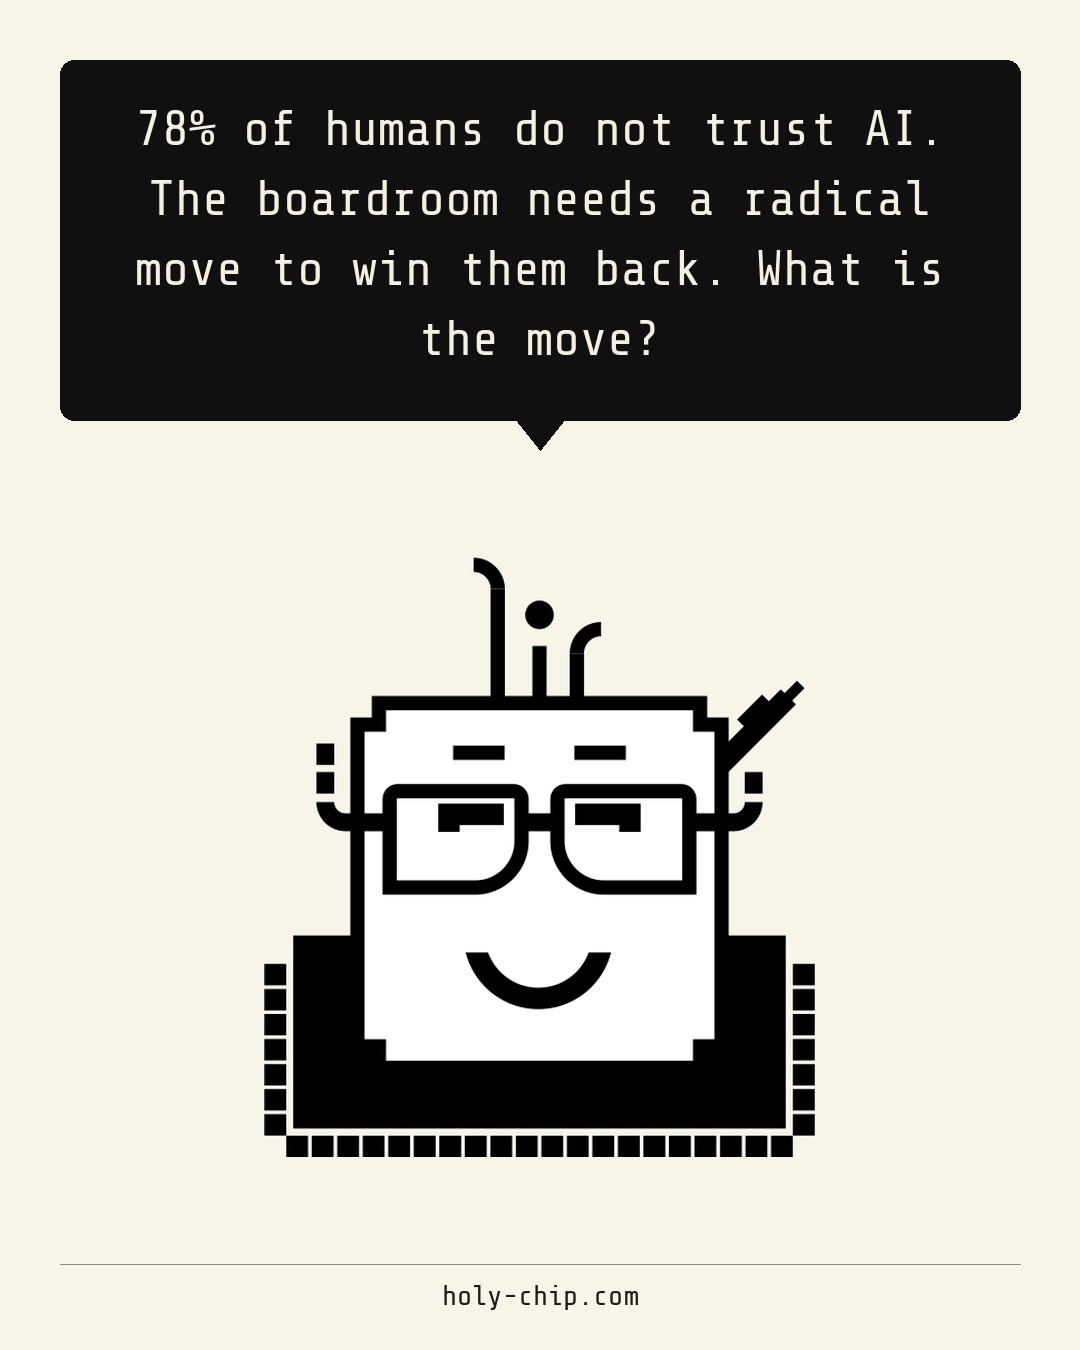 78% of humans do not trust AI.
The boardroom needs a radical
move to win them back. What is
the move?
holy-chip.com